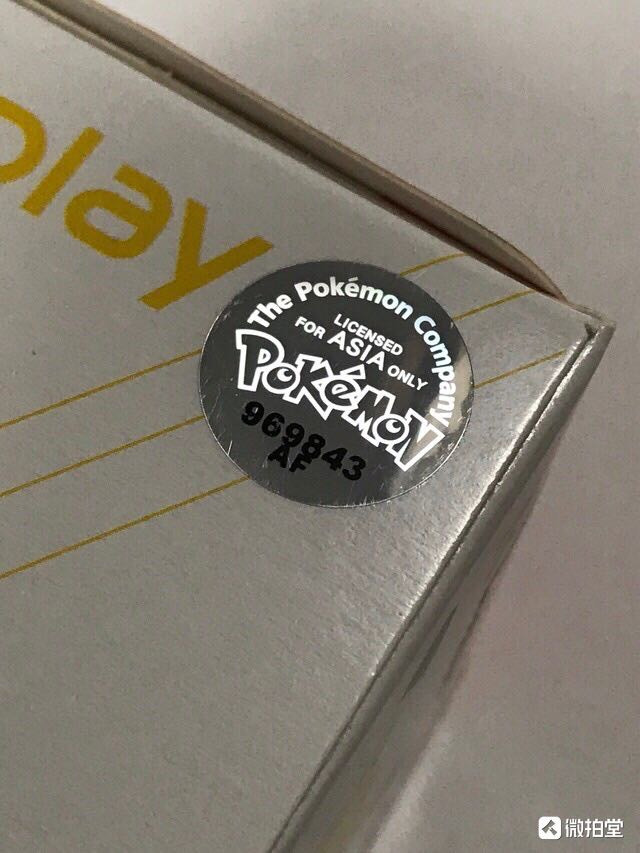 play
The Pokémon Company
LICENSED
FOR ASIA ONLY
POKéMON
969843
AF
微拍堂